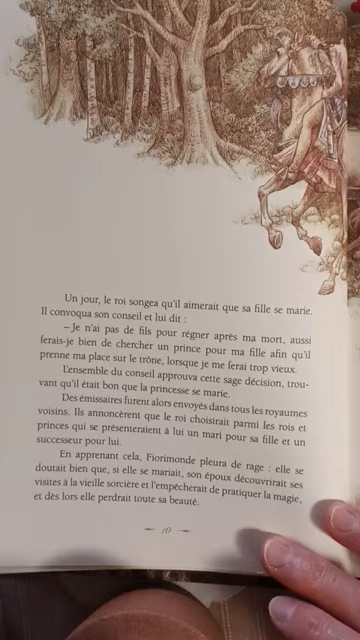 Un jour, le roi songea qu'il aimerait que sa fille se marie.
Il convoqua son conseil et lui dit :
– Je n'ai pas de fils pour régner après ma mort, aussi
ferais-je bien de chercher un prince pour ma fille afin qu'il
prenne ma place sur le trône, lorsque je me ferai trop vieux.
L'ensemble du conseil approuva cette sage décision, trou-
vant qu'il était bon que la princesse se marie.
Des émissaires furent alors envoyés dans tous les royaumes
voisins. Ils annoncèrent que le roi choisirait parmi les rois et
princes qui se présenteraient à lui un mari pour sa fille et un
successeur pour lui.
En apprenant cela, Fiorimonde pleura de rage : elle se
doutait bien que, si elle se mariait, son époux découvrirait ses
visites à la vieille sorcière et l'empêcherait de pratiquer la magie,
et dès lors elle perdrait toute sa beauté.
— 10 —